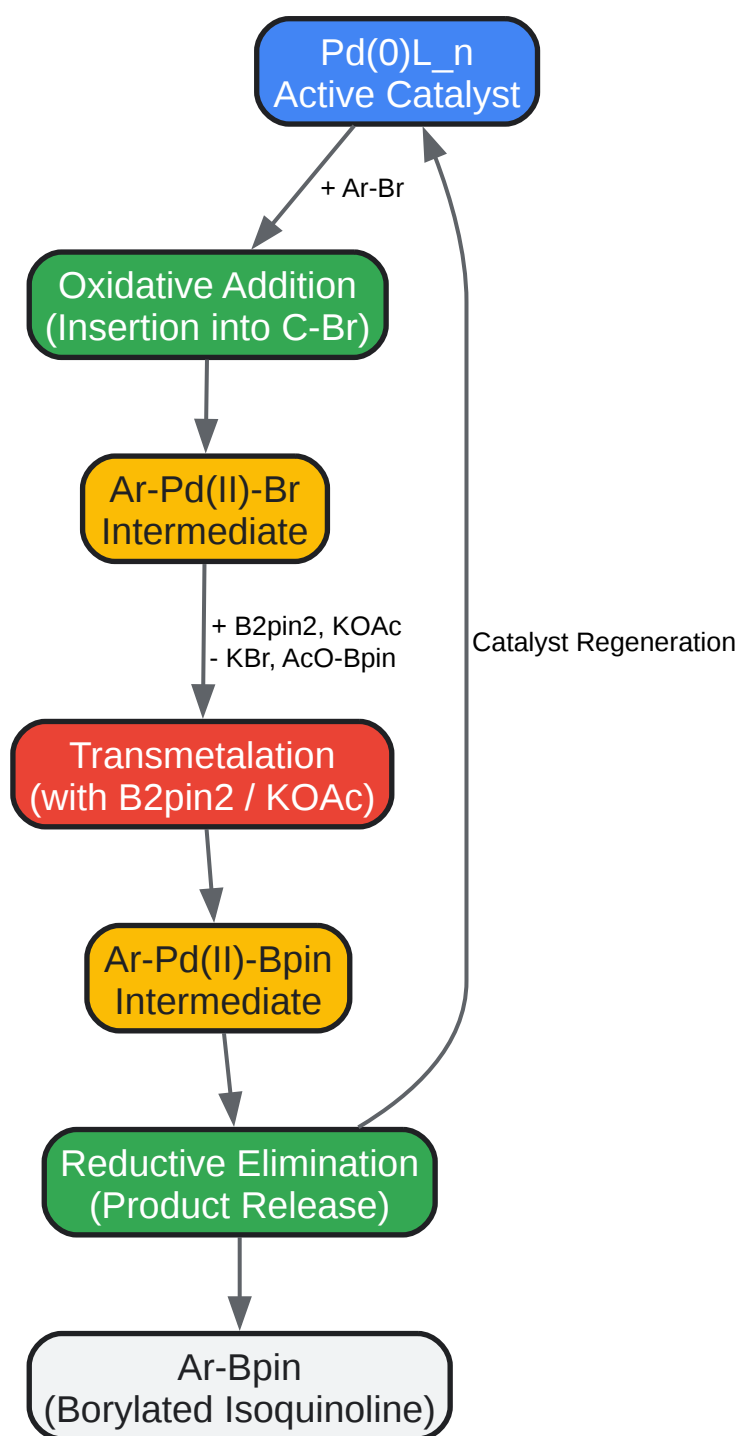 Pd(0)L_n
Active Catalyst
+ Ar-Br
Oxidative Addition
(Insertion into C-Br)
Ar-Pd(II)-Br
Intermediate
+ B2pin2, KOAc
- KBr, AcO-Bpin
Catalyst Regeneration
Transmetalation
(with B2pin2 / KOAc)
Ar-Pd(II)-Bpin
Intermediate
Reductive Elimination
(Product Release)
Ar-Bpin
(Borylated Isoquinoline)